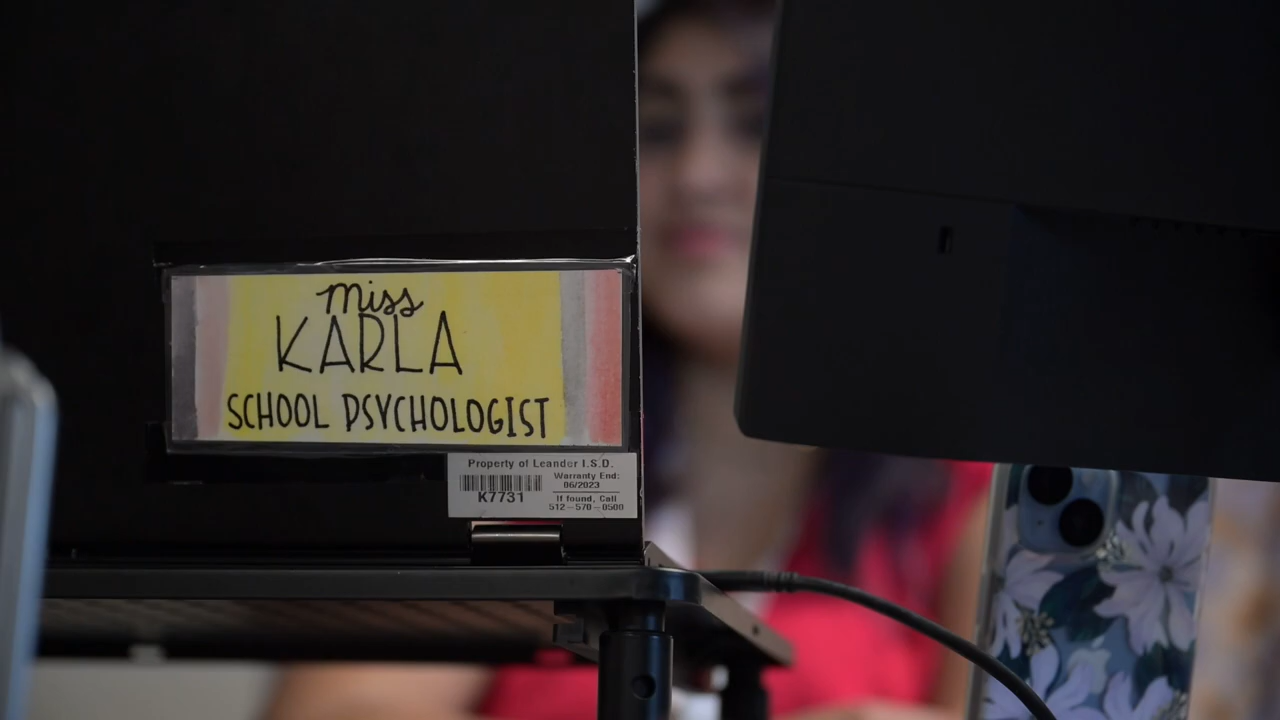 miss
KARLA
SCHOOL PSYCHOLOGIST
Property of Leander I.S.D.
Warranty End:
06/2023
K7731
If found, Call
512-570-0500